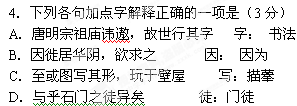 4．下列各句加点字解释正确的一项是（3分）
A、唐明宗祖庙讳遨，故世行其字 字：书法
B、因徙居华阴，欲求之 因：因为
C、至或图写其形，玩于壁屋 写：描摹
D、与乎石门之徒异矣 徒：门徒